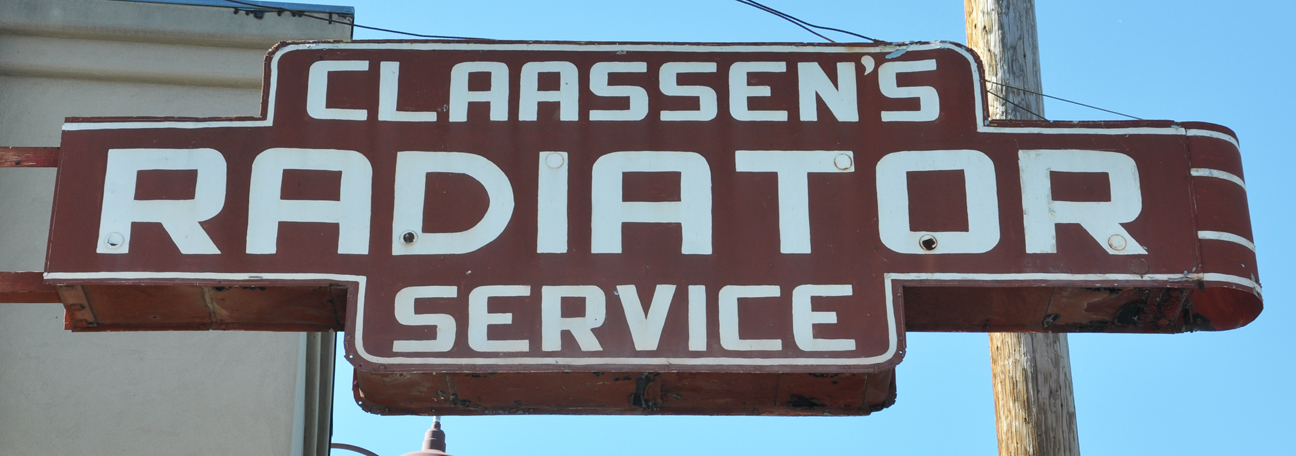 CLAASSEN'S
RADIATOR
SERVICE